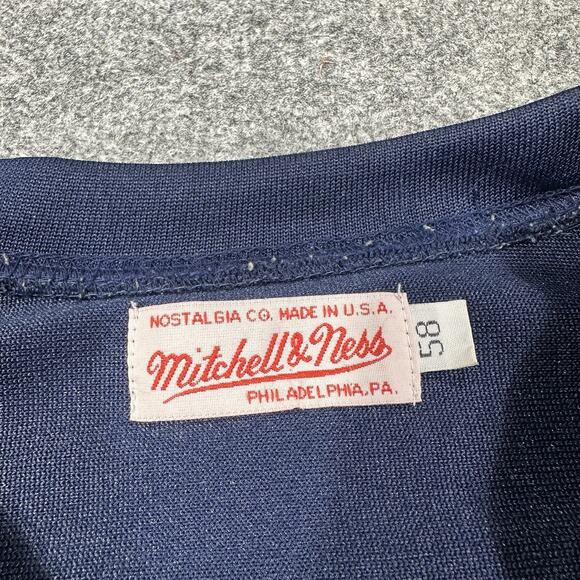 NOSTALGIA CO. MADE IN U.S.A.
Mitchell & Ness
PHILADELPHIA, PA.
58